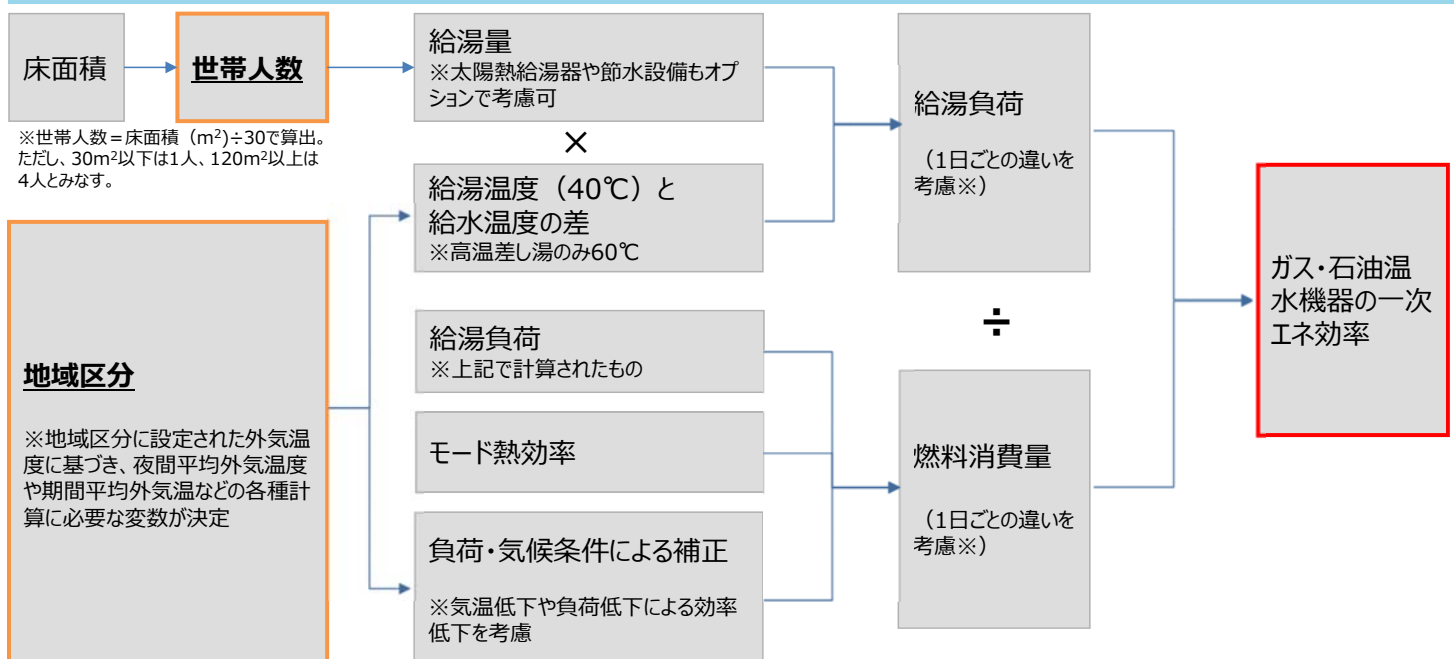 床面積
世帯人数
※世帯人数=床面積（m²)÷30で算出。
ただし、30m²以下は1人、120m²以上は
4人とみなす。
給湯量
※太陽熱給湯器や節水設備もオプ
ションで考慮可
×
給湯温度（40℃）と
給水温度の差
※高温差し湯のみ60℃
給湯負荷
（1日ごとの違いを
考慮※）
地域区分
※地域区分に設定された外気温
度に基づき、夜間平均外気温度
や期間平均外気温などの各種計
算に必要な変数が決定
給湯負荷
※上記で計算されたもの
モード熱効率
負荷・気候条件による補正
※気温低下や負荷低下による効率
低下を考慮
÷
燃料消費量
（1日ごとの違いを
考慮※）
ガス・石油温
水機器の一次
エネ効率